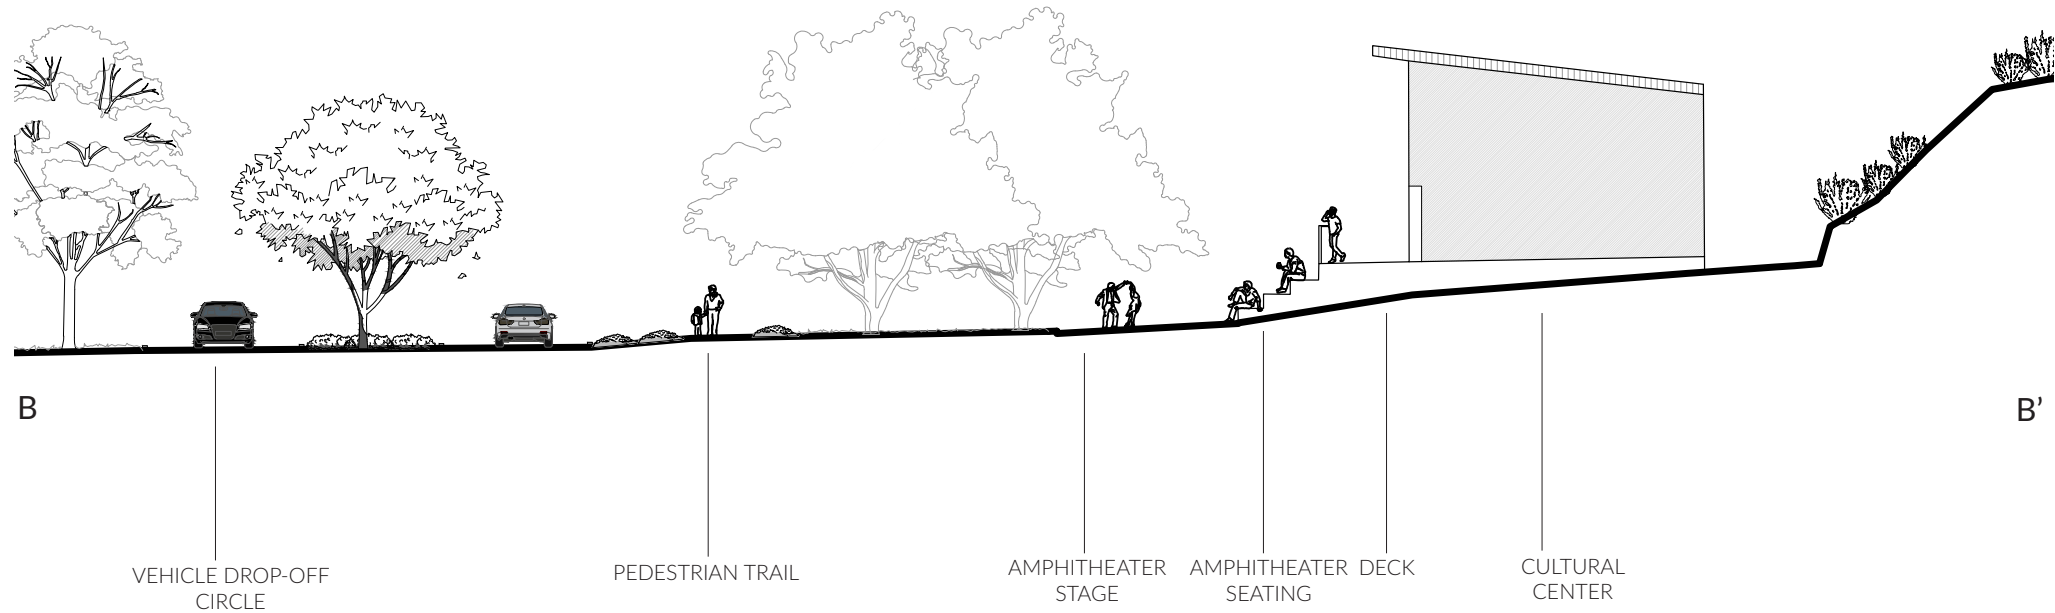 B
B’
VEHICLE DROP-OFF
CIRCLE
PEDESTRIAN TRAIL
AMPHITHEATER
STAGE
AMPHITHEATER
SEATING
DECK
CULTURAL
CENTER